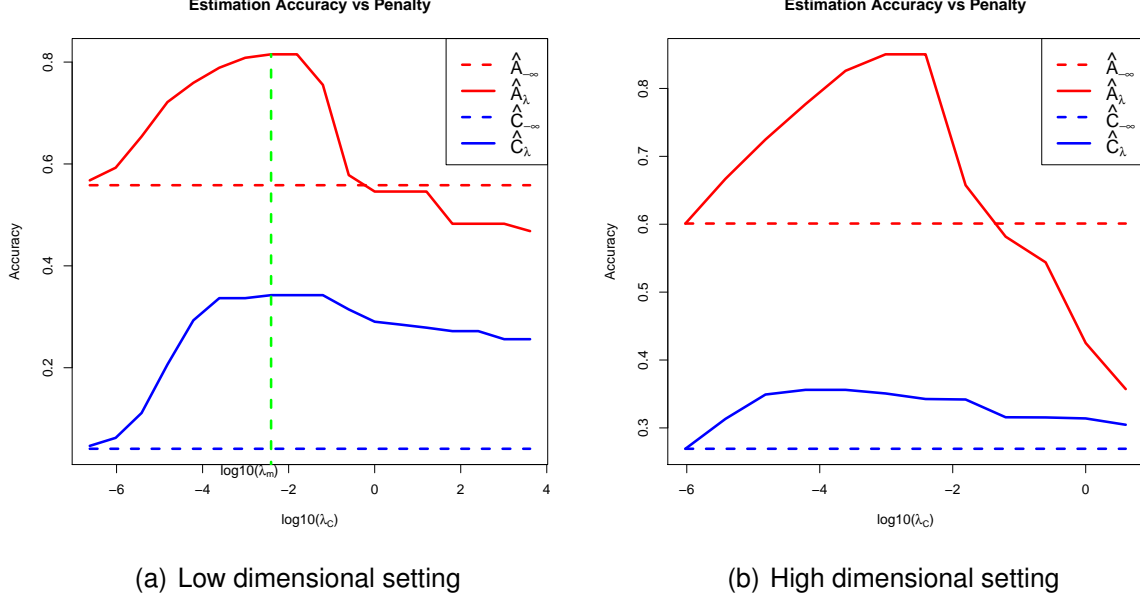 Estimation Accuracy vs Penalty
Accuracy
0.8
0.6
0.4
0.2
Â−∞
Âλ
Ĉ−∞
Ĉλ
log10(λm)
−6 −4 −2 0 2 4
log10(λC)
(a) Low dimensional setting
Estimation Accuracy vs Penalty
Accuracy
0.8
0.7
0.6
0.5
0.4
0.3
Â−∞
Âλ
Ĉ−∞
Ĉλ
−6 −4 −2 0
log10(λC)
(b) High dimensional setting